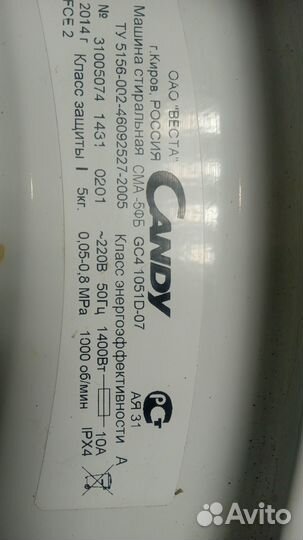 ОАО "ВЕСТА"
г.Киров, РОССИЯ
CANDY
РСТ
АЯ 31
Машина стиральная СМА -5ФБ GC4 1051D-07
ТУ 5156-002-46092527-2005 Класс энергоэффективности А
№ 31005074 1431 0201 ~220В 50Гц 1400Вт 10А
2014 г Класс защиты I 5кг. 0,05-0,8 МРа 1000 об/мин IPX4
FCE 2
Avito